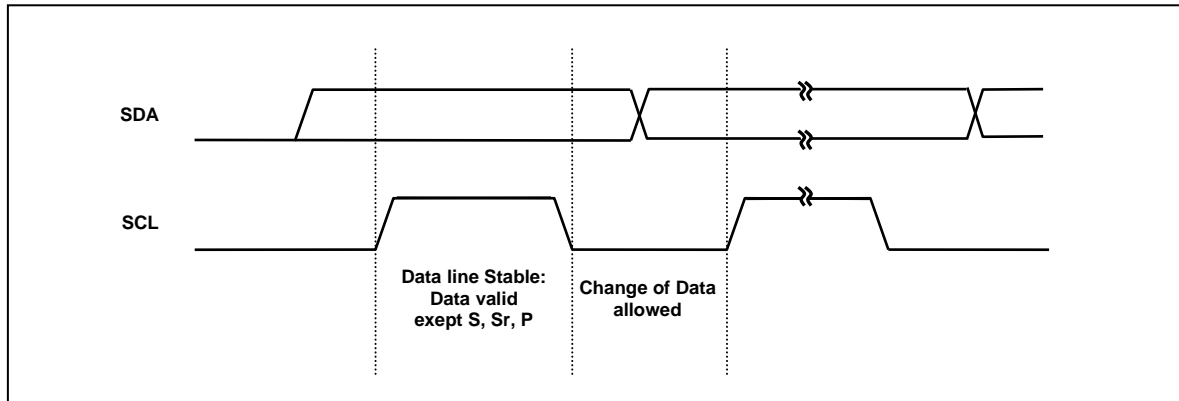 SDA
SCL
Data line Stable:
Data valid
exept S, Sr, P
Change of Data
allowed